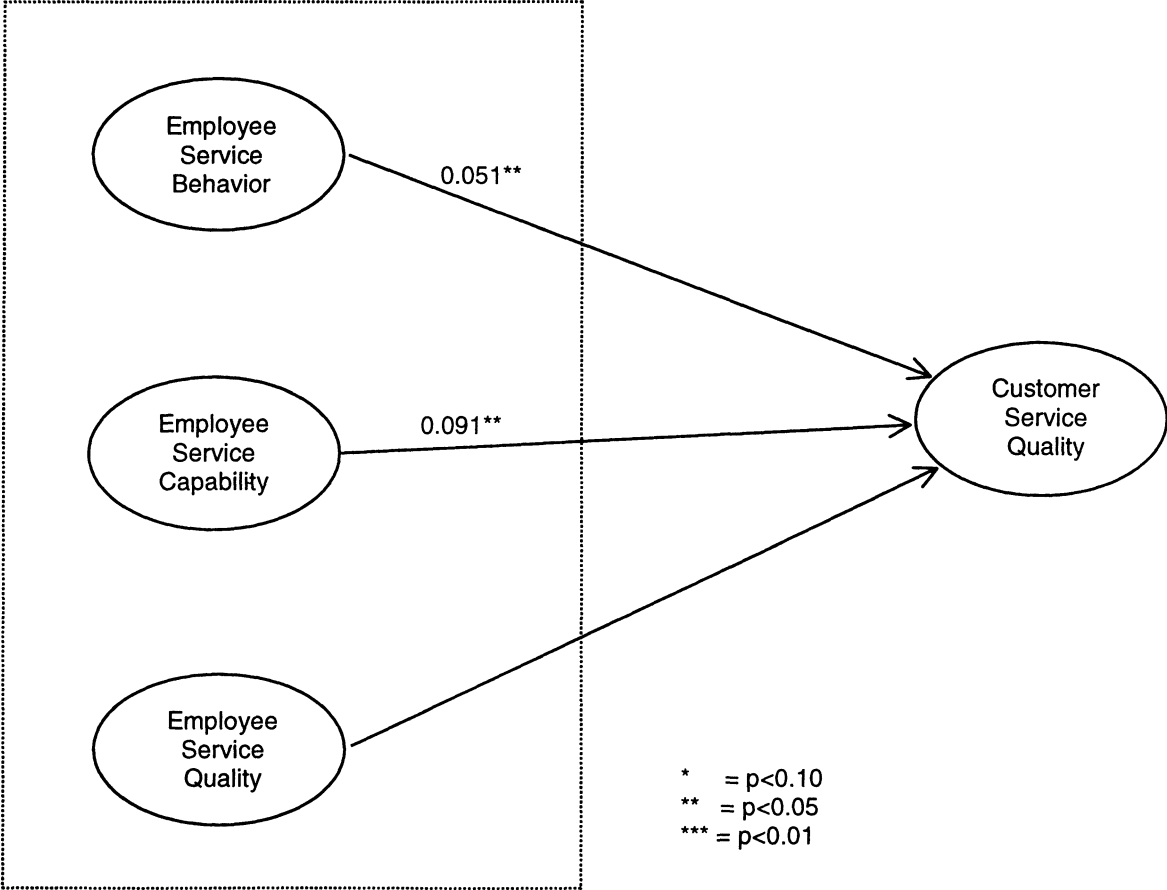 Employee
Service
Behavior
0.051**
Employee
Service
Capability
0.091**
Customer
Service
Quality
Employee
Service
Quality
* = p<0.10
** = p<0.05
*** = p<0.01